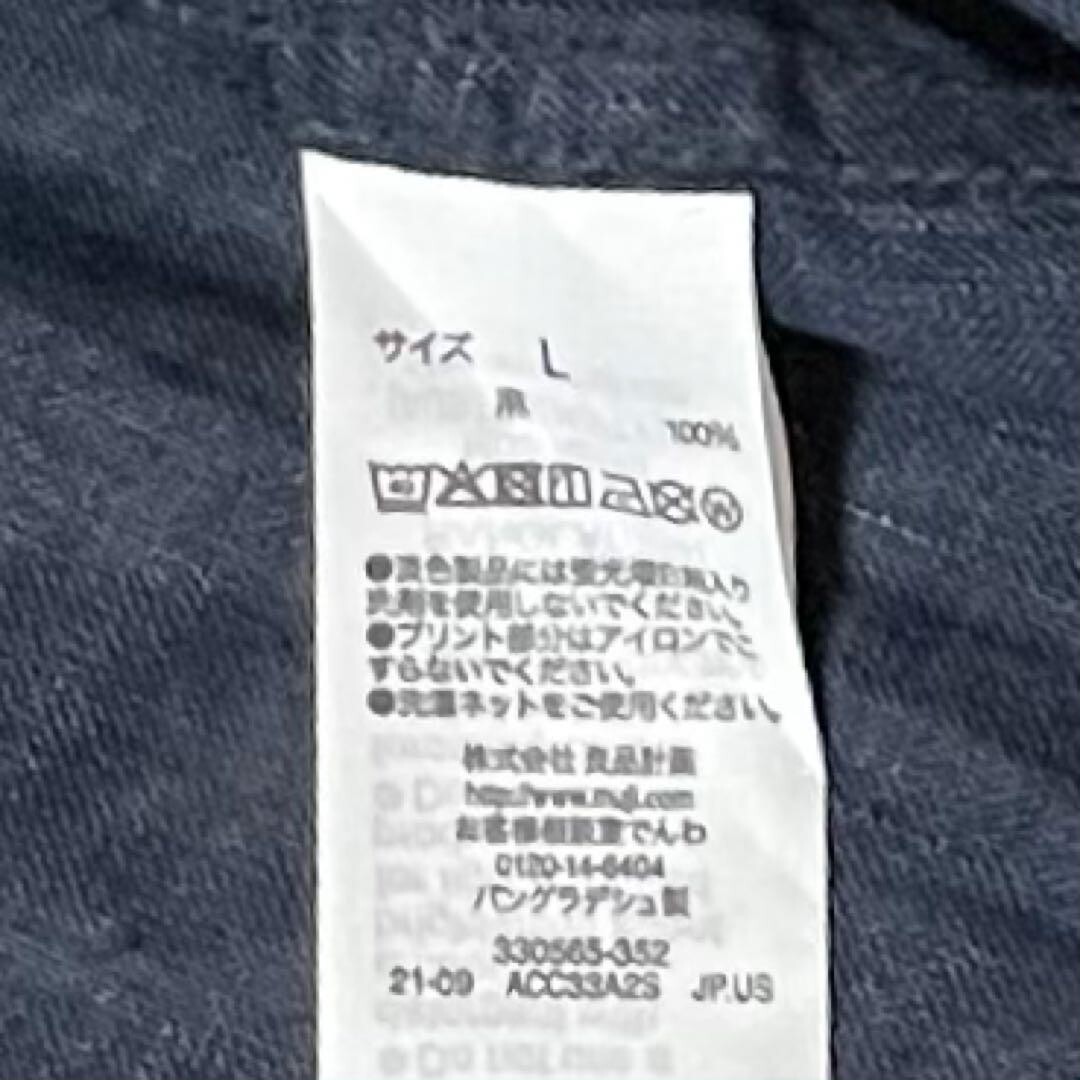 サイズ L
100%
●淡色製品には蛍光増白剤入り
洗剤を使用しないでください。
●プリント部分はアイロンでこ
すらないでください。
●洗濯ネットをご使用ください。
株式会社 良品計画
http://www.muji.com
お客様相談室でんわ
0120-14-6404
バングラデシュ製
330565-352
21-09 ACC33A2S JP.US